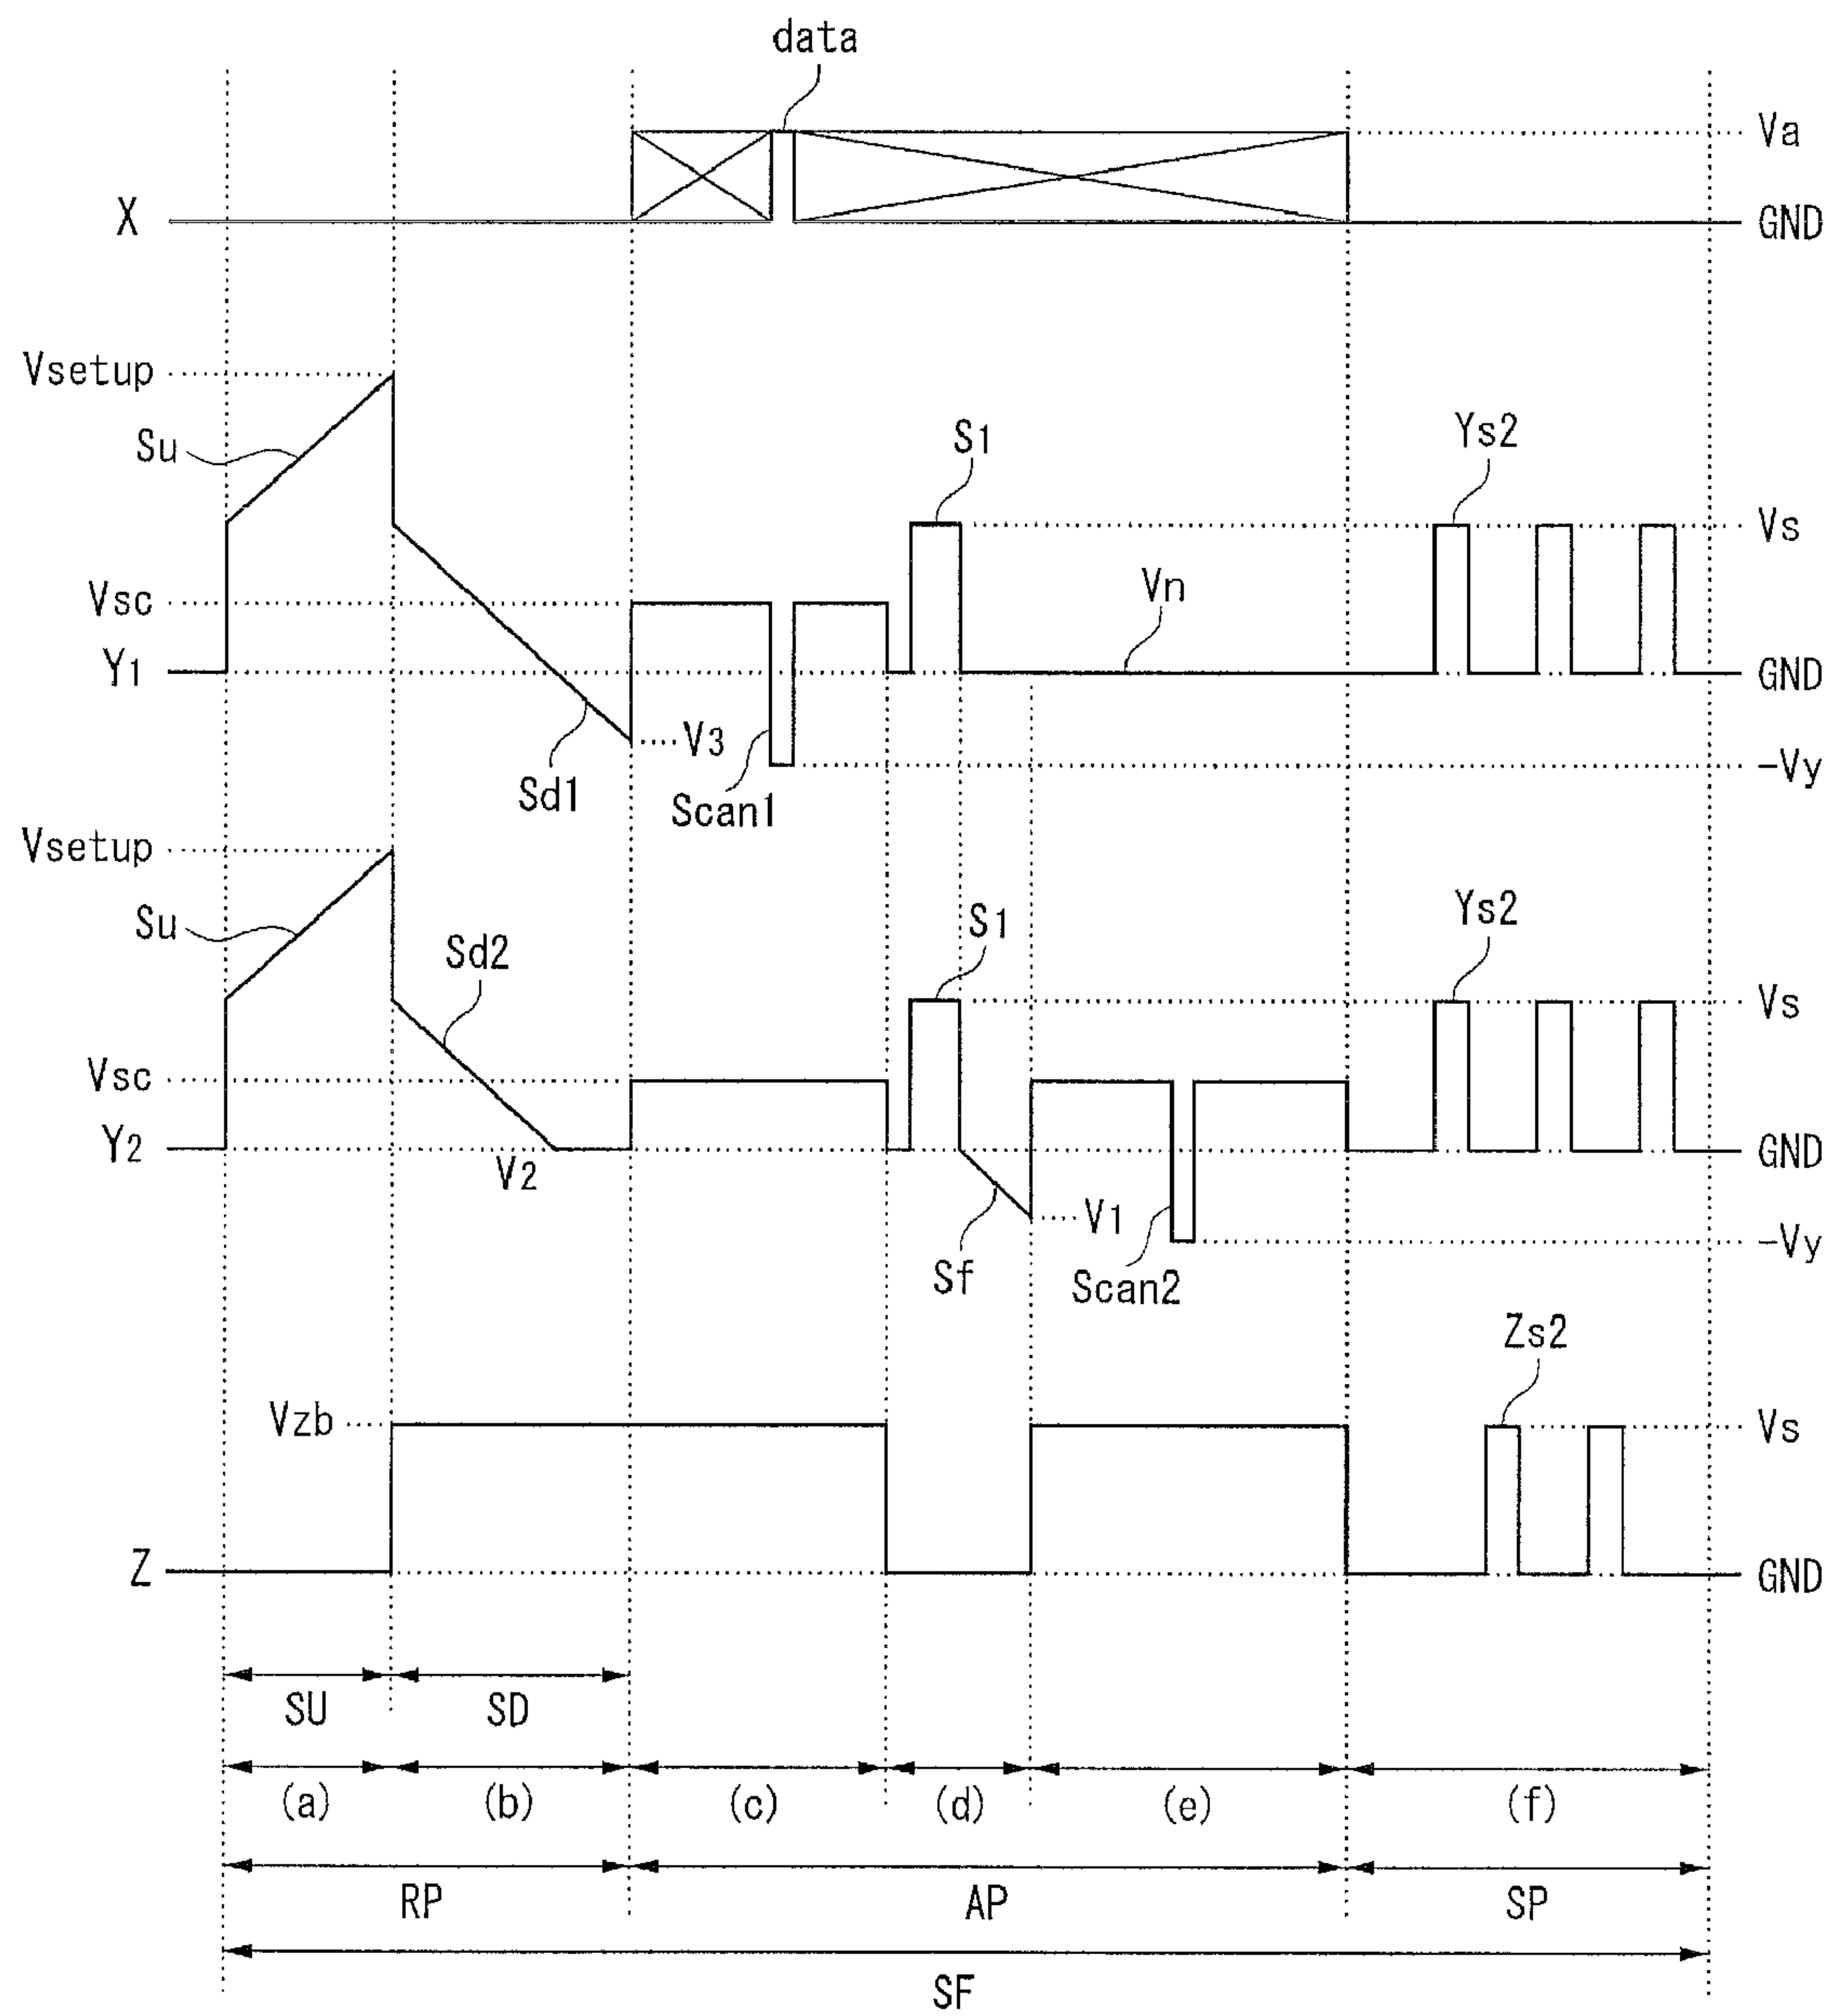 data
Va
X
GND
Vsetup
Su
S1
Ys2
Vs
Vsc
Vn
Y1
GND
V3
Sd1
Scan1
-Vy
Vsetup
Su
Sd2
S1
Ys2
Vs
Vsc
Y2
V2
GND
V1
Sf
Scan2
-Vy
Zs2
Vzb
Vs
Z
GND
SU
SD
(a)
(b)
(c)
(d)
(e)
(f)
RP
AP
SP
SF